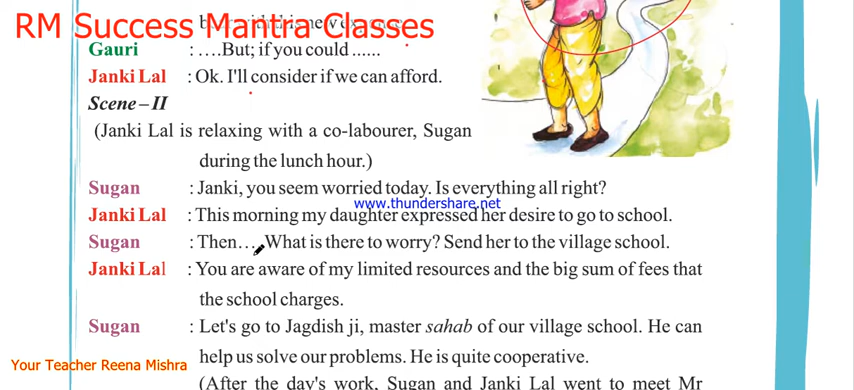 RM Success Mantra Classes
Gauri : ….But; if you could ......
Janki Lal : Ok. I'll consider if we can afford.
Scene – II
(Janki Lal is relaxing with a co-labourer, Sugan
during the lunch hour.)
Sugan : Janki, you seem worried today. Is everything all right?
www.thundershare.net
Janki Lal : This morning my daughter expressed her desire to go to school.
Sugan : Then…. What is there to worry? Send her to the village school.
Janki Lal : You are aware of my limited resources and the big sum of fees that
the school charges.
Sugan : Let's go to Jagdish ji, master sahab of our village school. He can
help us solve our problems. He is quite cooperative.
Your Teacher Reena Mishra
(After the day's work, Sugan and Janki Lal went to meet Mr